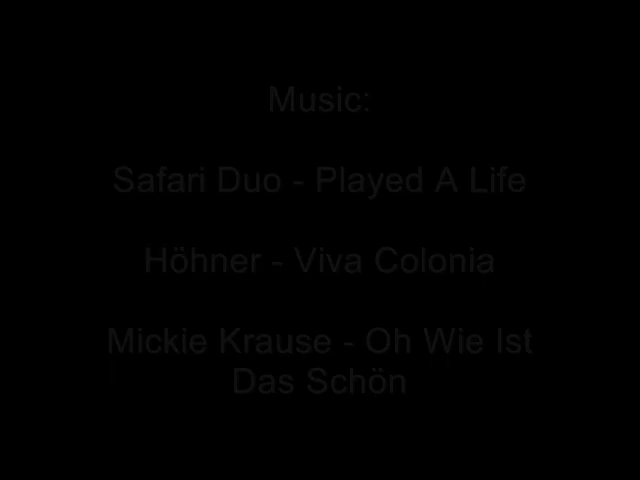 Music:
Safari Duo - Played A Life
Höhner - Viva Colonia
Mickie Krause - Oh Wie Ist
Das Schön